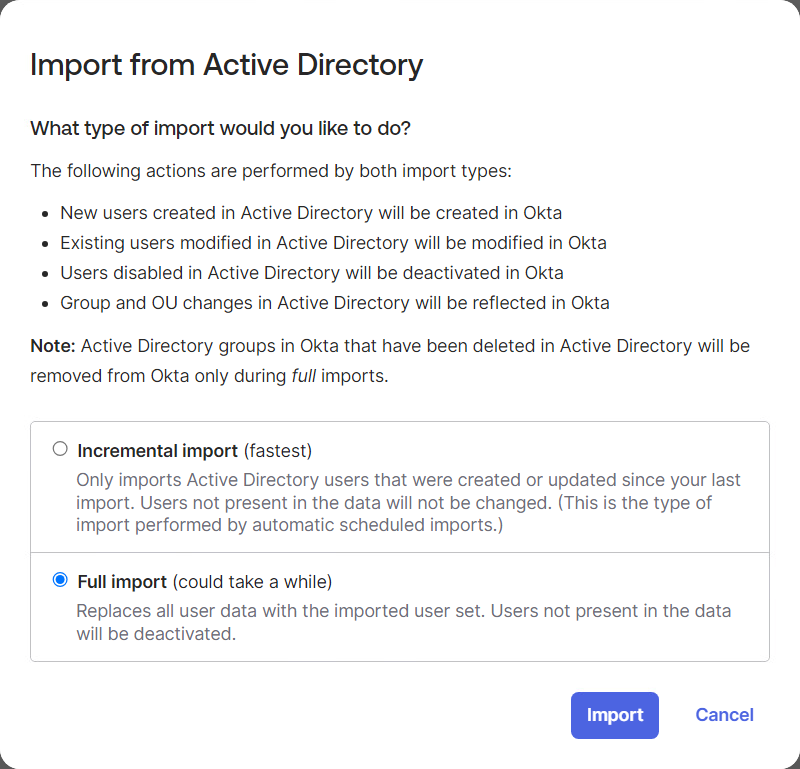 Import from Active Directory
What type of import would you like to do?
The following actions are performed by both import types:
• New users created in Active Directory will be created in Okta
• Existing users modified in Active Directory will be modified in Okta
• Users disabled in Active Directory will be deactivated in Okta
• Group and OU changes in Active Directory will be reflected in Okta
Note: Active Directory groups in Okta that have been deleted in Active Directory will be
removed from Okta only during full imports.
Incremental import (fastest)
Only imports Active Directory users that were created or updated since your last
import. Users not present in the data will not be changed. (This is the type of
import performed by automatic scheduled imports.)
Full import (could take a while)
Replaces all user data with the imported user set. Users not present in the data
will be deactivated.
Import Cancel